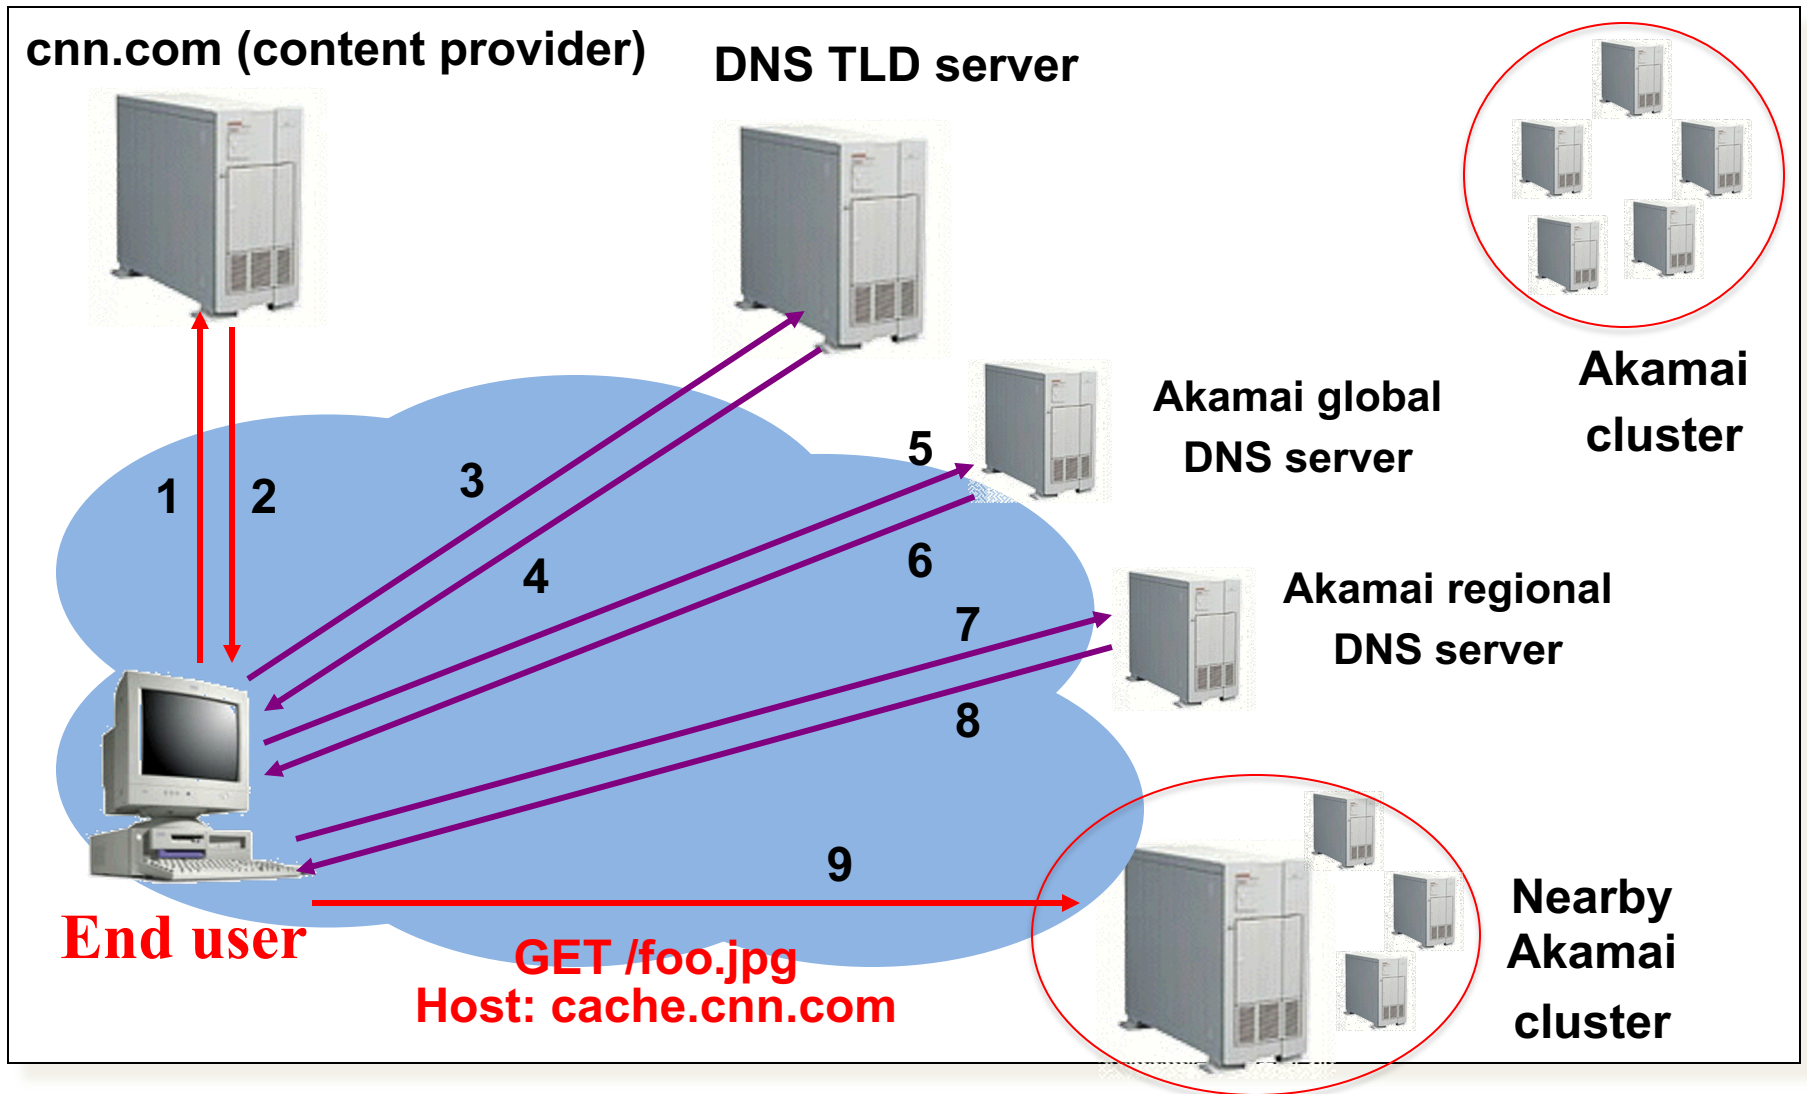 cnn.com (content provider)
DNS TLD server
Akamai
cluster
Akamai global
DNS server
1
2
3
4
5
6
Akamai regional
DNS server
7
8
9
End user
GET /foo.jpg
Host: cache.cnn.com
Nearby
Akamai
cluster